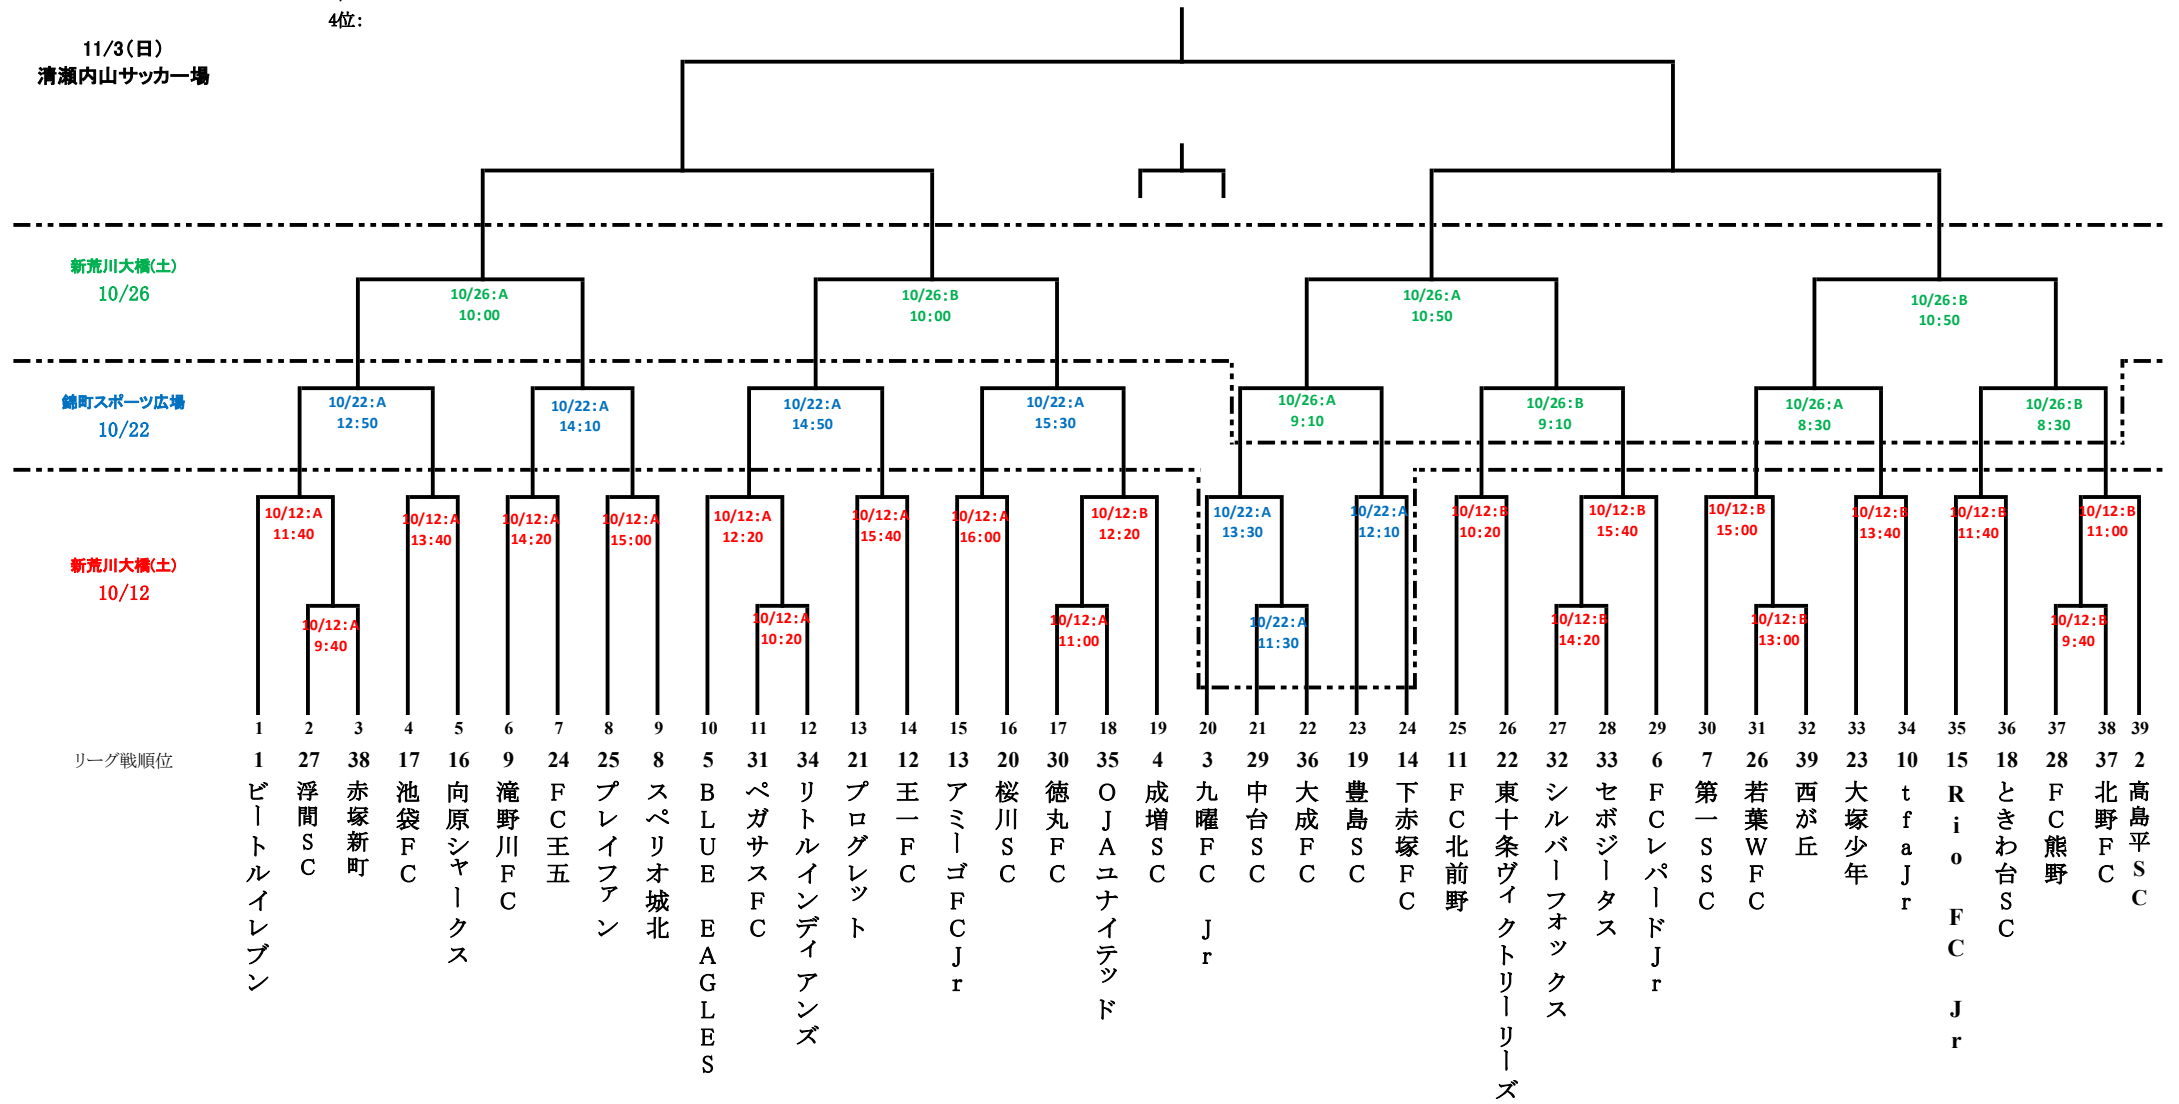 4位：
11/3（日）
清瀬内山サッカー場
新荒川大橋(土)
10/26
10/26：A
10:00
10/26：B
10:00
10/26：A
10:50
10/26：B
10:50
錦町スポーツ広場
10/22
10/22：A
12:50
10/22：A
14:10
10/22：A
14:50
10/22：A
15:30
10/26：A
9:10
10/26：B
9:10
10/26：A
8:30
10/26：B
8:30
新荒川大橋(土)
10/12
10/12：A
11:40
10/12：A
13:40
10/12：A
14:20
10/12：A
15:00
10/12：A
12:20
10/12：A
15:40
10/12：A
16:00
10/12：B
12:20
10/22：A
13:30
10/22：A
12:10
10/12：B
10:20
10/12：B
15:40
10/12：B
15:00
10/12：B
13:40
10/12：B
11:40
10/12：B
11:00
10/12：A
9:40
10/12：A
10:20
10/12：A
11:00
10/22：A
11:30
10/12：B
14:20
10/12：B
13:00
10/12：B
9:40
1 2 3 4 5 6 7 8 9 10 11 12 13 14 15 16 17 18 19 20 21 22 23 24 25 26 27 28 29 30 31 32 33 34 35 36 37 38 39
リーグ戦順位 1 27 38 17 16 9 24 25 8 5 31 34 21 12 13 20 30 35 4 3 29 36 19 14 11 22 32 33 6 7 26 39 23 10 15 18 28 37 2
ビートルイレブン
浮間SC
赤塚新町
池袋FC
向原シャークス
滝野川FC
FC王五
プレイファン
スペリオ城北
BLUE EAGLES
ペガサスFC
リトルインディアンズ
プログレット
王一FC
アミーゴFCJr
桜川SC
徳丸FC
OJAユナイテッド
成増SC
九曜FC Jr
中台SC
大成FC
豊島SC
下赤塚FC
FC北前野
東十条ヴィクトリーリーズ
シルバーフォックス
セボジータス
FCレパードJr
第一SSC
若葉WFC
西が丘
大塚少年
tfaJr
Rio FC Jr
ときわ台SC
FC熊野
北野FC
高島平SC